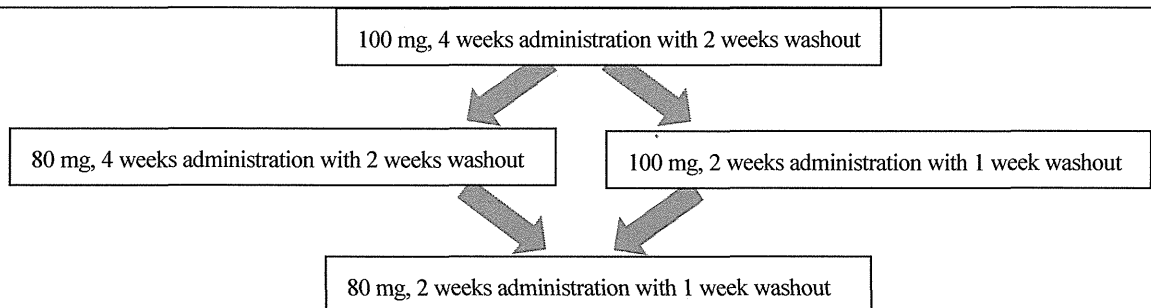 100 mg, 4 weeks administration with 2 weeks washout
80 mg, 4 weeks administration with 2 weeks washout
100 mg, 2 weeks administration with 1 week washout
80 mg, 2 weeks administration with 1 week washout